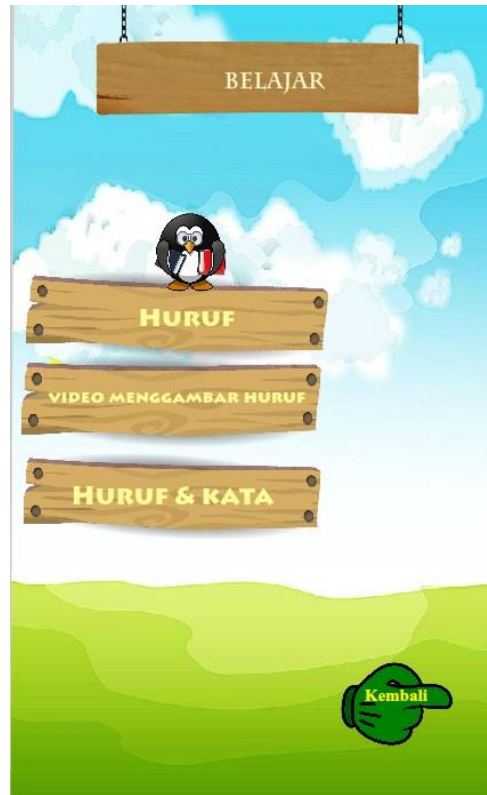 BELAJAR
HURUF
VIDEO MENGGAMBAR HURUF
HURUF & KATA
Kembali